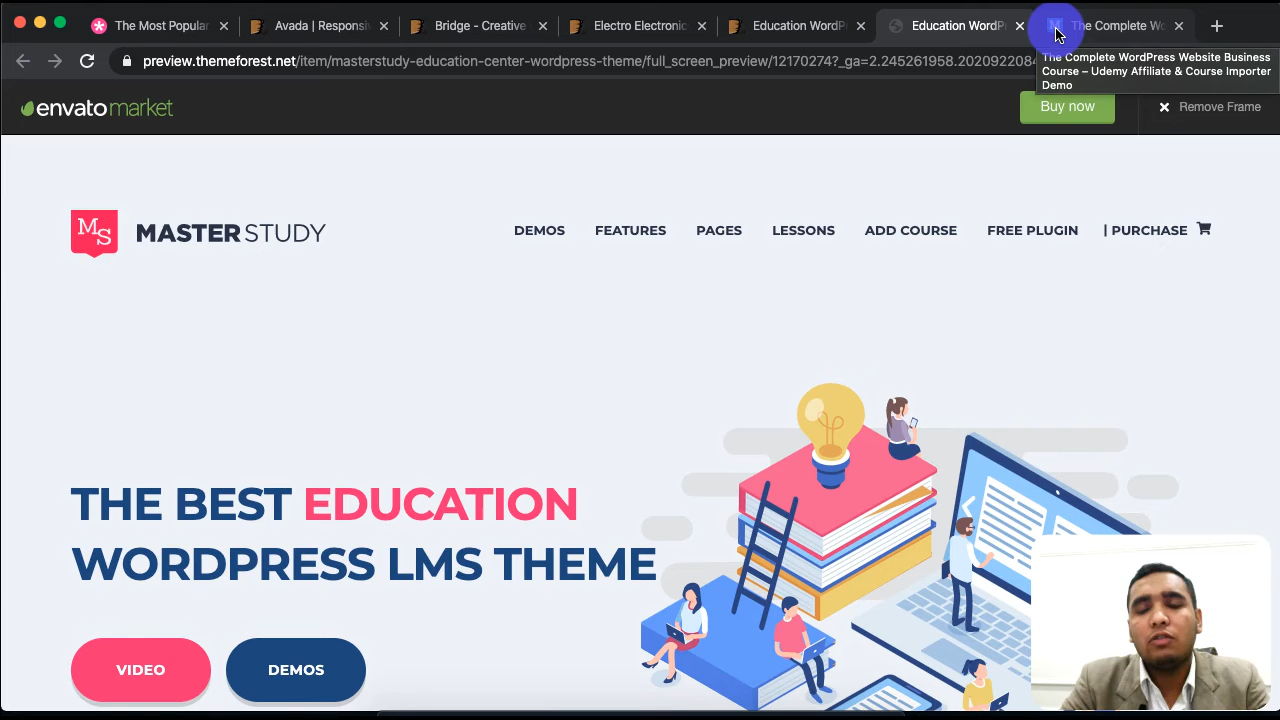 The Most Popular
Avada | Responsi
Bridge - Creative
Electro Electronic
Education WordP
Education WordP
The Complete Wo
preview.themeforest.net/item/masterstudy-education-center-wordpress-theme/full_screen_preview/12170274?_ga=2.245261958.2020922084
The Complete WordPress Website Business
Course – Udemy Affiliate & Course Importer
Demo
envato market
Buy now
Remove Frame
MS
MASTERSTUDY
DEMOS
FEATURES
PAGES
LESSONS
ADD COURSE
FREE PLUGIN
| PURCHASE
THE BEST EDUCATION
WORDPRESS LMS THEME
VIDEO
DEMOS